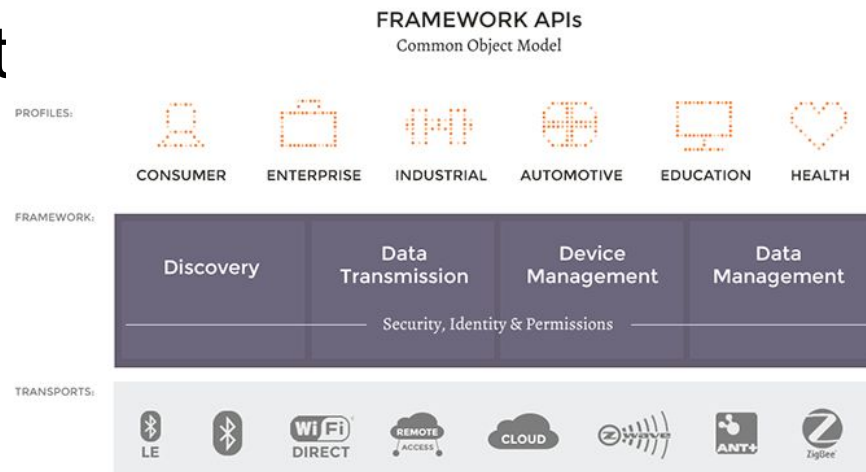 t
FRAMEWORK APIs
Common Object Model
PROFILES:
CONSUMER ENTERPRISE INDUSTRIAL AUTOMOTIVE EDUCATION HEALTH
FRAMEWORK:
Discovery
Data Transmission
Device Management
Data Management
Security, Identity & Permissions
TRANSPORTS:
LE
WiFi DIRECT
REMOTE ACCESS
CLOUD
Z wave
ANT+
ZigBee